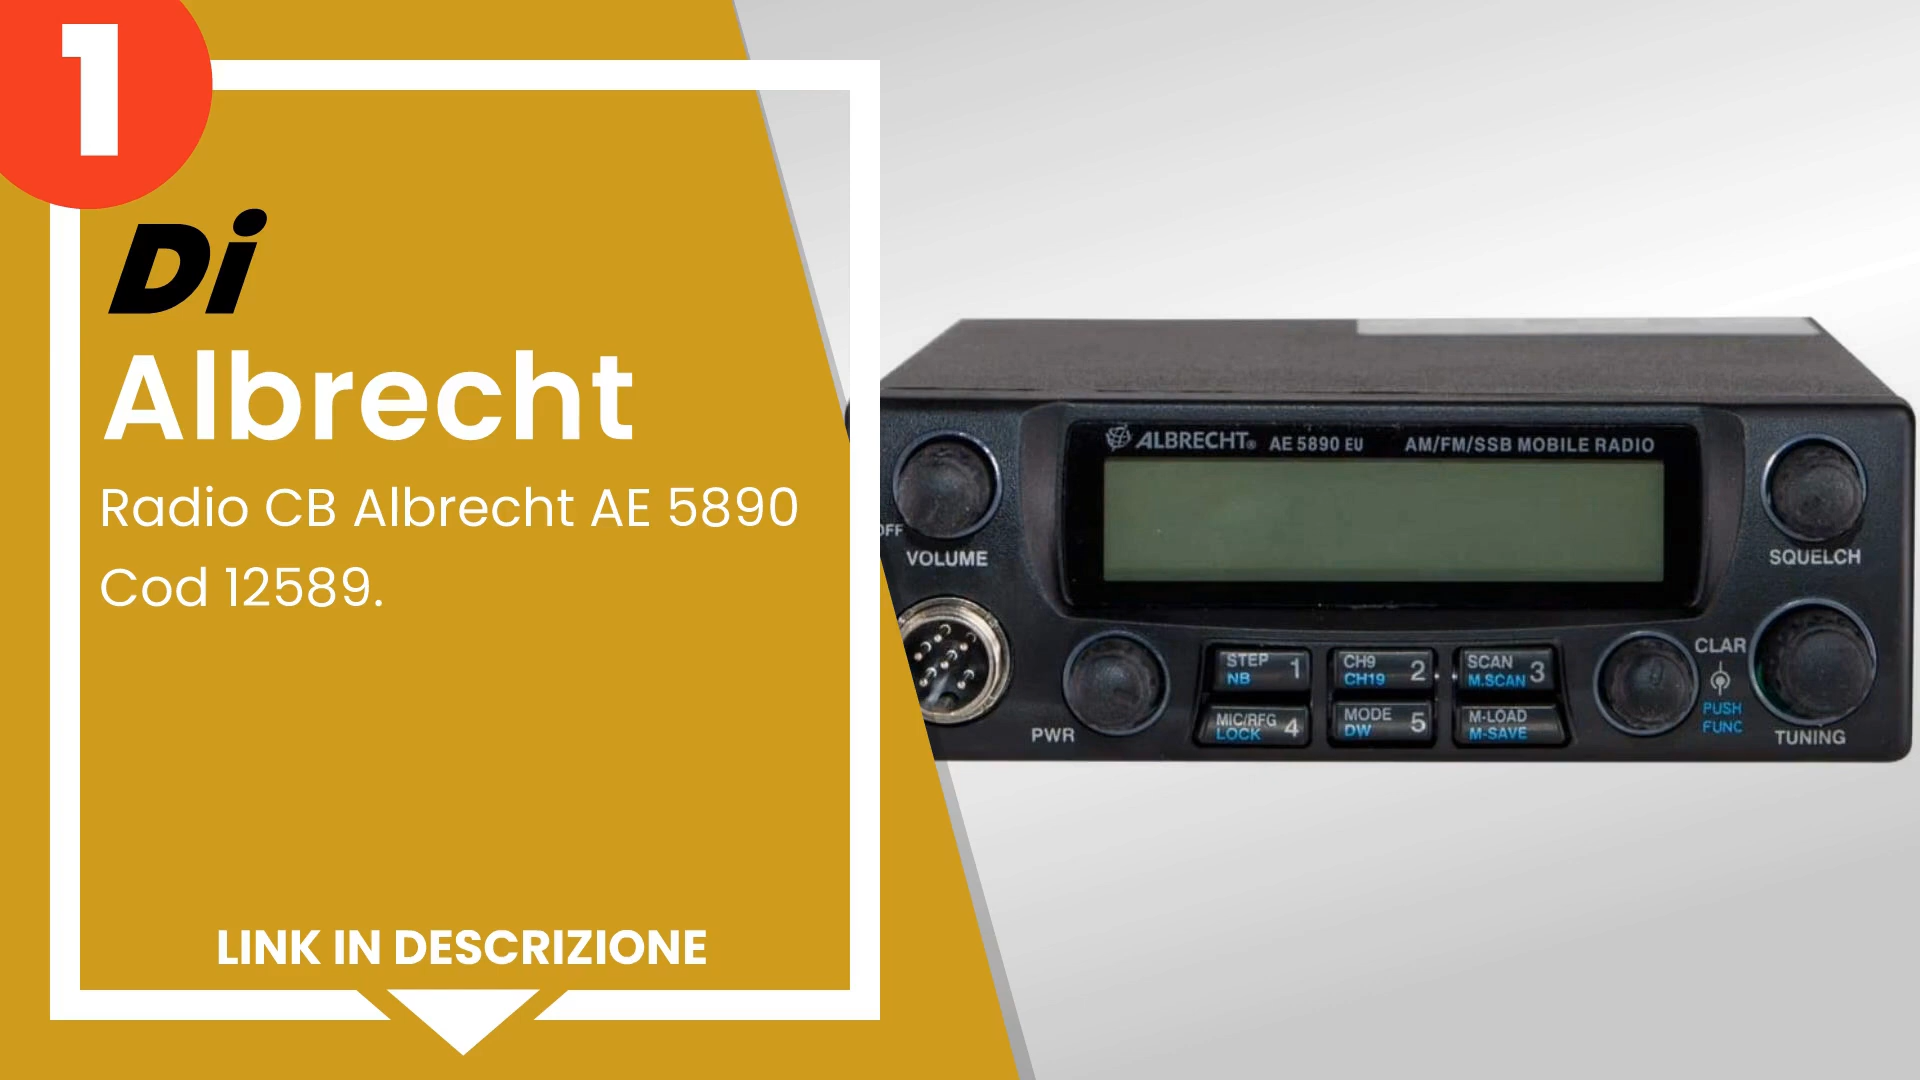 1
Di
Albrecht
Radio CB Albrecht AE 5890
Cod 12589.
LINK IN DESCRIZIONE
ALBRECHT® AE 5890 EU AM/FM/SSB MOBILE RADIO
OFF
VOLUME
SQUELCH
STEP 1
NB
CH9 2
CH19
SCAN 3
M.SCAN
CLAR
MIC/RFG 4
LOCK
MODE 5
DW
M-LOAD
M-SAVE
PUSH
FUNC
PWR
TUNING